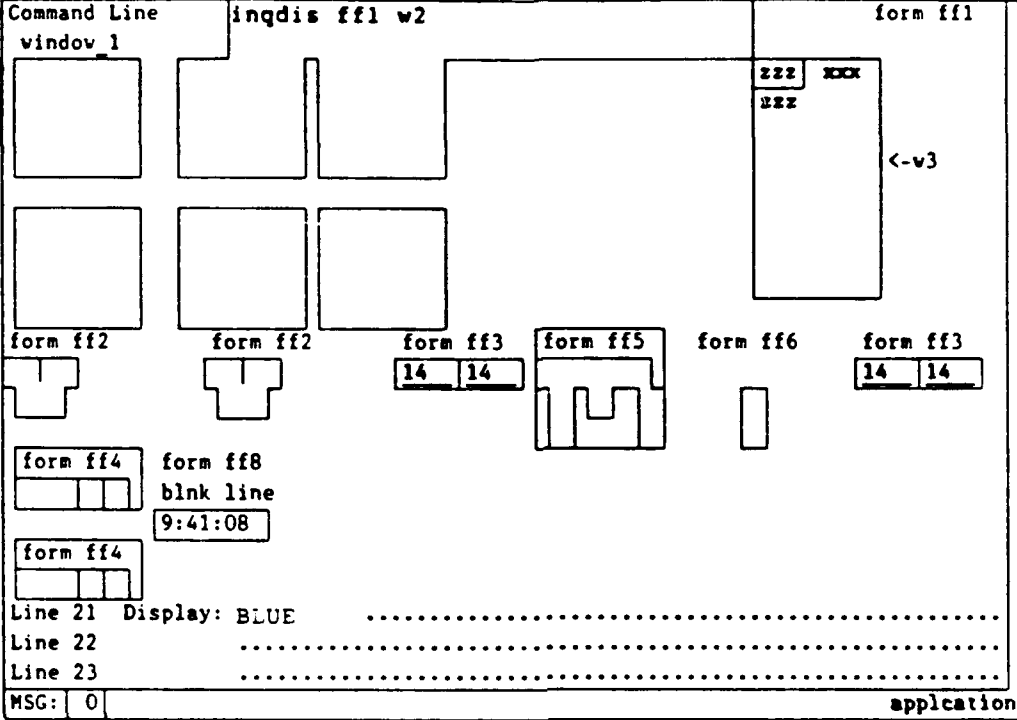 Command Line inqdis ff1 w2 form ff1
window_1
zzz xxx
zzz
<-w3
form ff2 form ff2 form ff3 form ff5 form ff6 form ff3
14 14 14 14
form ff4 form ff8
blnk line
9:41:08
form ff4
Line 21 Display: BLUE ..................................................
Line 22 ............................................................
Line 23 ............................................................
MSG: 0 applcation